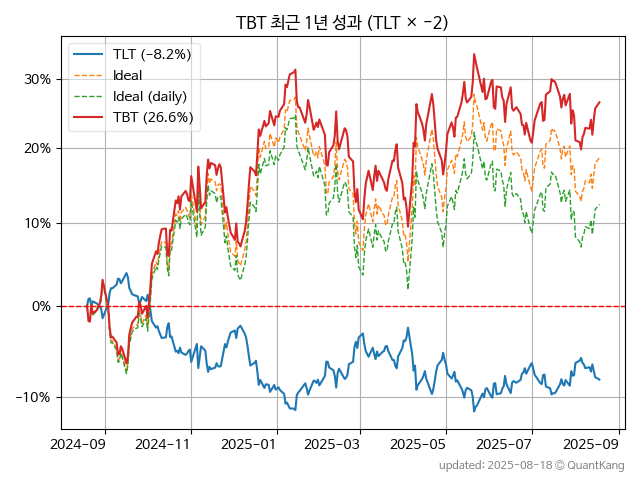 TBT 최근 1년 성과 (TLT × −2)
TLT (−8.2%)
Ideal
Ideal (daily)
TBT (26.6%)
30%
20%
10%
0%
−10%
2024-09 2024-11 2025-01 2025-03 2025-05 2025-07 2025-09
updated: 2025-08-18 © QuantKang